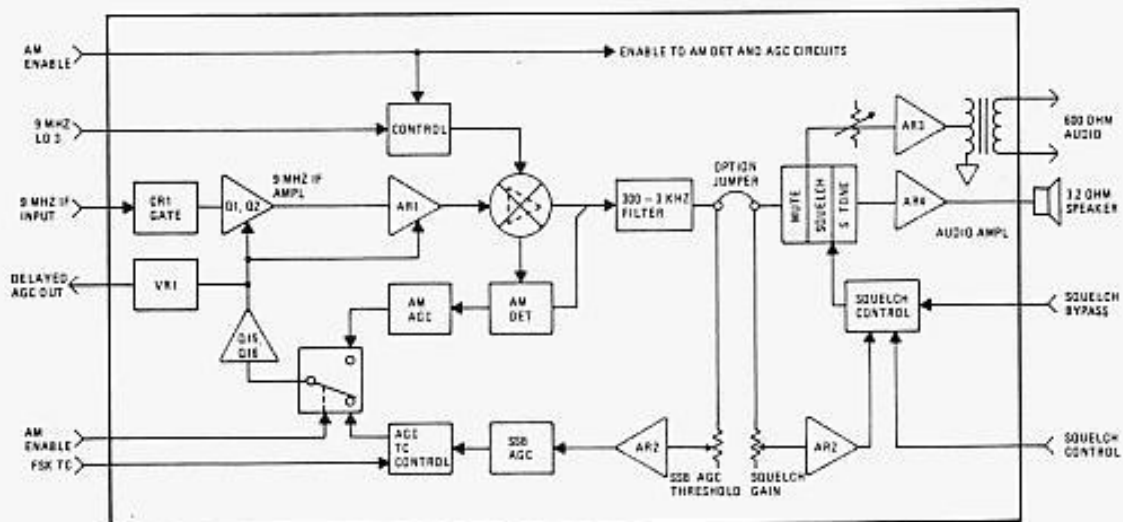 AM
ENABLE
ENABLE TO AM DET AND AGC CIRCUITS
9 MHZ
LO 3
CONTROL
AR3
600 OHM
AUDIO
9 MHZ IF
AMPL
OPTION
JUMPER
9 MHZ IF
INPUT
CR1
GATE
Q1, Q2
AR1
300 - 3 KHZ
FILTER
MUTE
SQUELCH
S TONE
AR4
3.2 OHM
SPEAKER
AUDIO AMPL
DELAYED
AGC OUT
VR1
AM
AGC
AM
DET
SQUELCH
CONTROL
SQUELCH
BYPASS
Q15
Q16
AM
ENABLE
FSK TC
AGC
TC
CONTROL
SSB
AGC
AR2
AR2
SSB AGC
THRESHOLD
SQUELCH
GAIN
SQUELCH
CONTROL